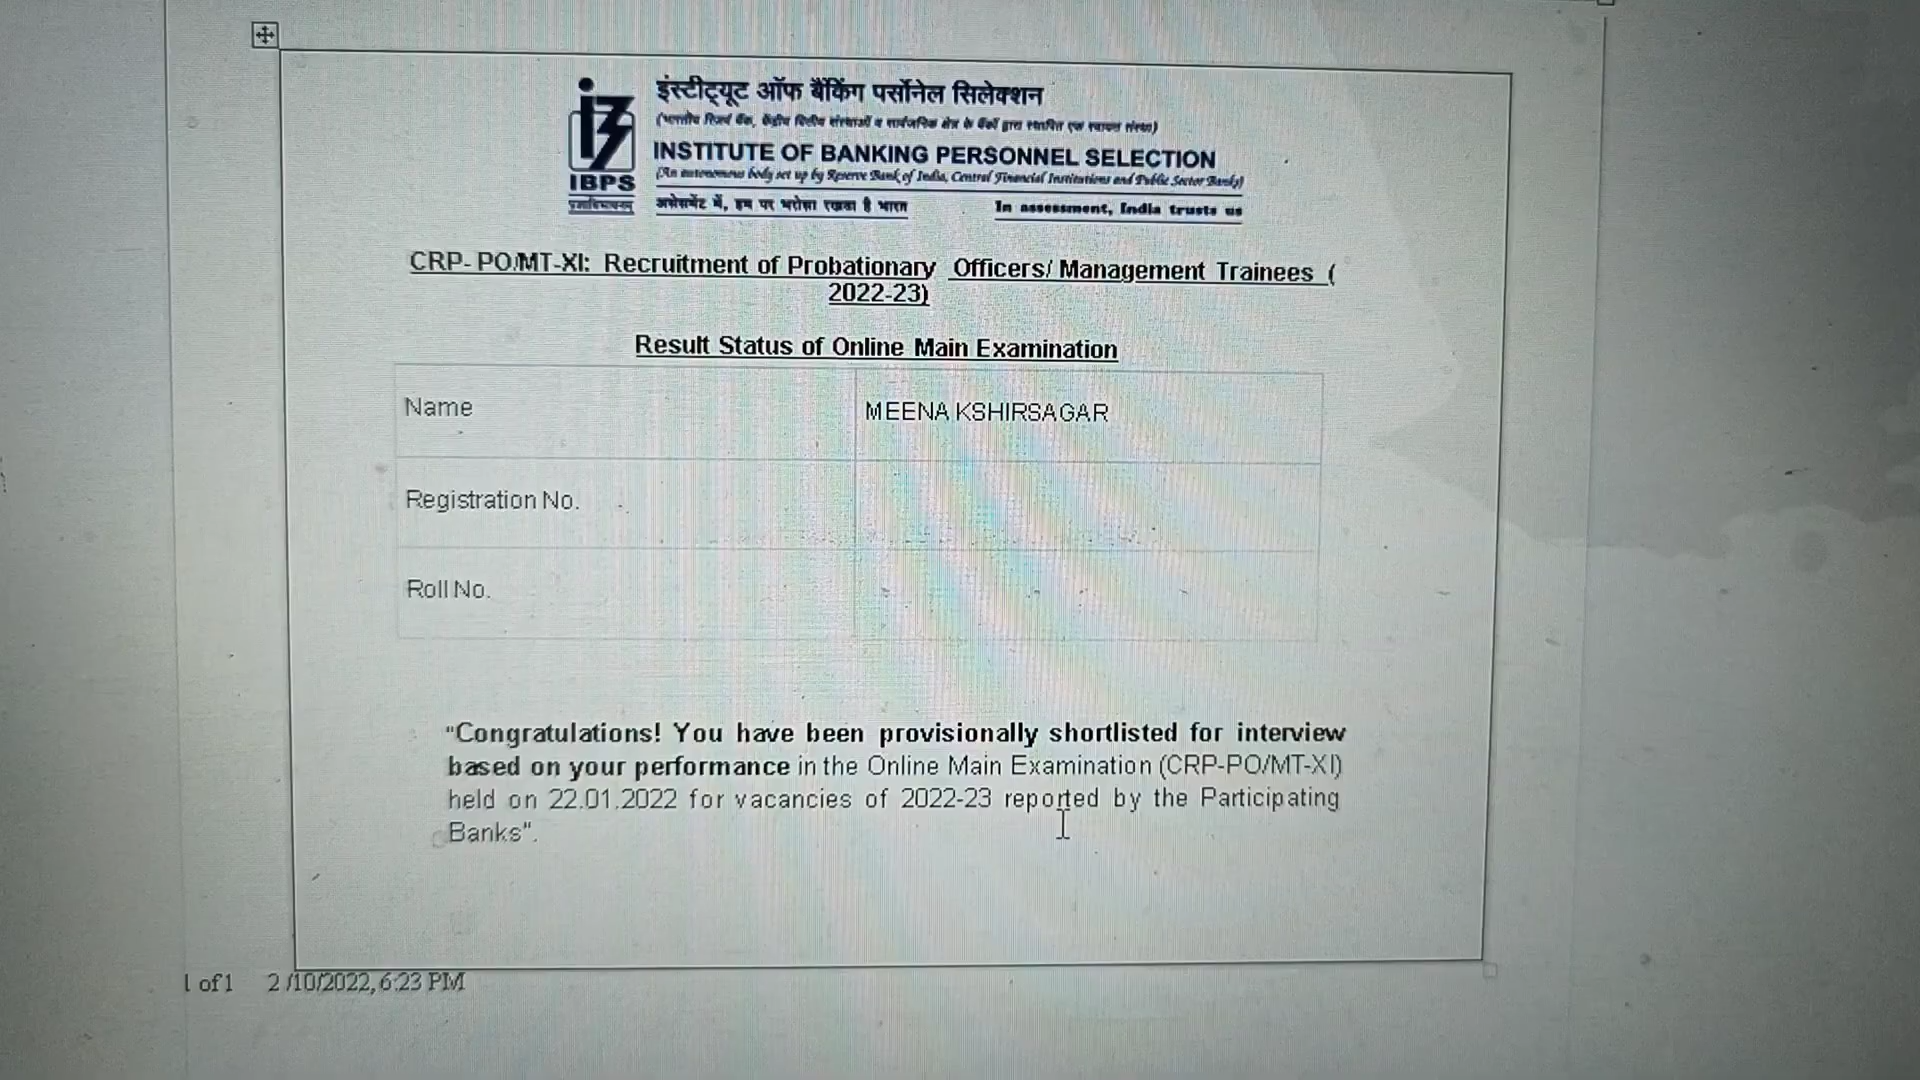 इंस्टीट्यूट ऑफ बैंकिंग पर्सोनेल सिलेक्शन
(भारतीय रिजर्व बैंक, केंद्रीय वित्तीय संस्थाओं व सार्वजनिक क्षेत्र के बैंकों द्वारा स्थापित एक स्वायत्त संस्था)
INSTITUTE OF BANKING PERSONNEL SELECTION
(An autonomous body set up by Reserve Bank of India, Central Financial Institutions and Public Sector Banks)
IBPS
असेसमेंट में, हम पर भरोसा रखता है भारत In assessment, India trusts us
CRP- PO/MT-XI: Recruitment of Probationary Officers/ Management Trainees (
2022-23)
Result Status of Online Main Examination
Name MEENA KSHIRSAGAR
Registration No.
Roll No.
"Congratulations! You have been provisionally shortlisted for interview
based on your performance in the Online Main Examination (CRP-PO/MT-XI)
held on 22.01.2022 for vacancies of 2022-23 reported by the Participating
Banks".
1 of 1 2 /10/2022, 6:23 PM